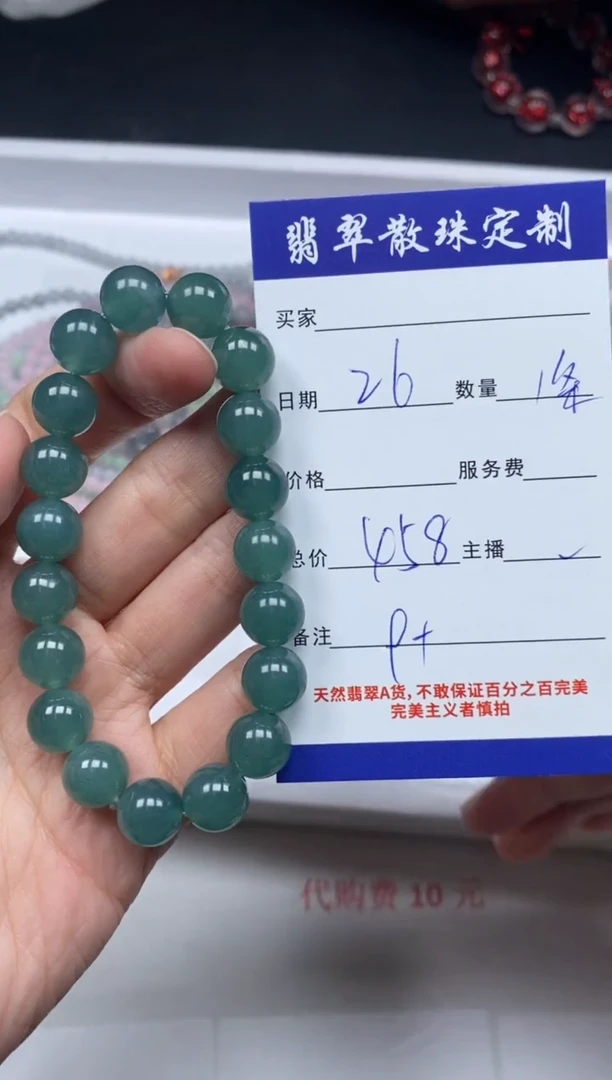 翡翠散珠定制
买家
日期 26 数量 1条
价格 服务费
总价 458 主播
备注 P+
天然翡翠A货,不敢保证百分之百完美
完美主义者慎拍
代购费 10 元